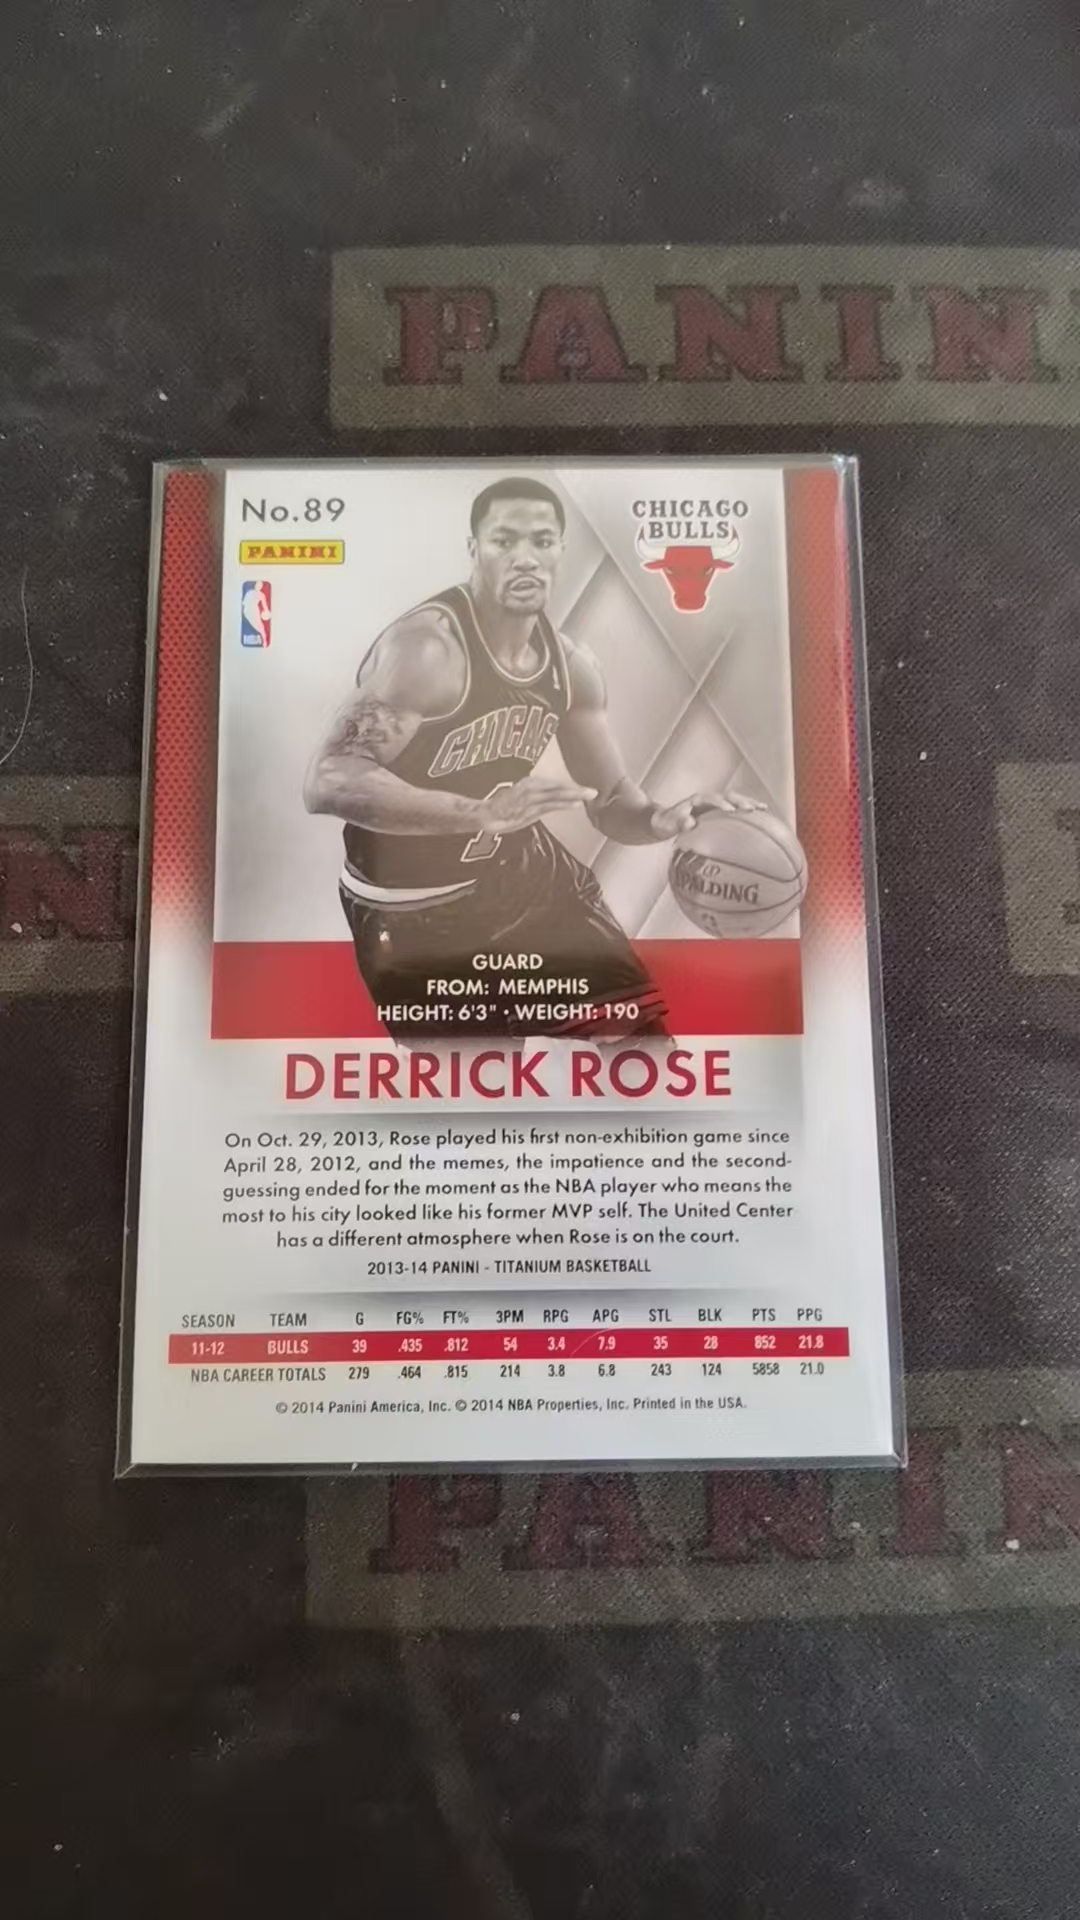 PANINI
No.89
PANINI
NBA
CHICAGO
BULLS
CHICAG
1
SPALDING
GUARD
FROM: MEMPHIS
HEIGHT: 6'3" • WEIGHT: 190
DERRICK ROSE
On Oct. 29, 2013, Rose played his first non-exhibition game since
April 28, 2012, and the memes, the impatience and the second-
guessing ended for the moment as the NBA player who means the
most to his city looked like his former MVP self. The United Center
has a different atmosphere when Rose is on the court.
2013-14 PANINI - TITANIUM BASKETBALL
SEASON TEAM G FG% FT% 3PM RPG APG STL BLK PTS PPG
11-12 BULLS 39 .435 .812 54 3.4 7.9 35 28 852 21.8
NBA CAREER TOTALS 279 .464 .815 214 3.8 6.8 243 124 5858 21.0
© 2014 Panini America, Inc. © 2014 NBA Properties, Inc. Printed in the USA.
PANIN